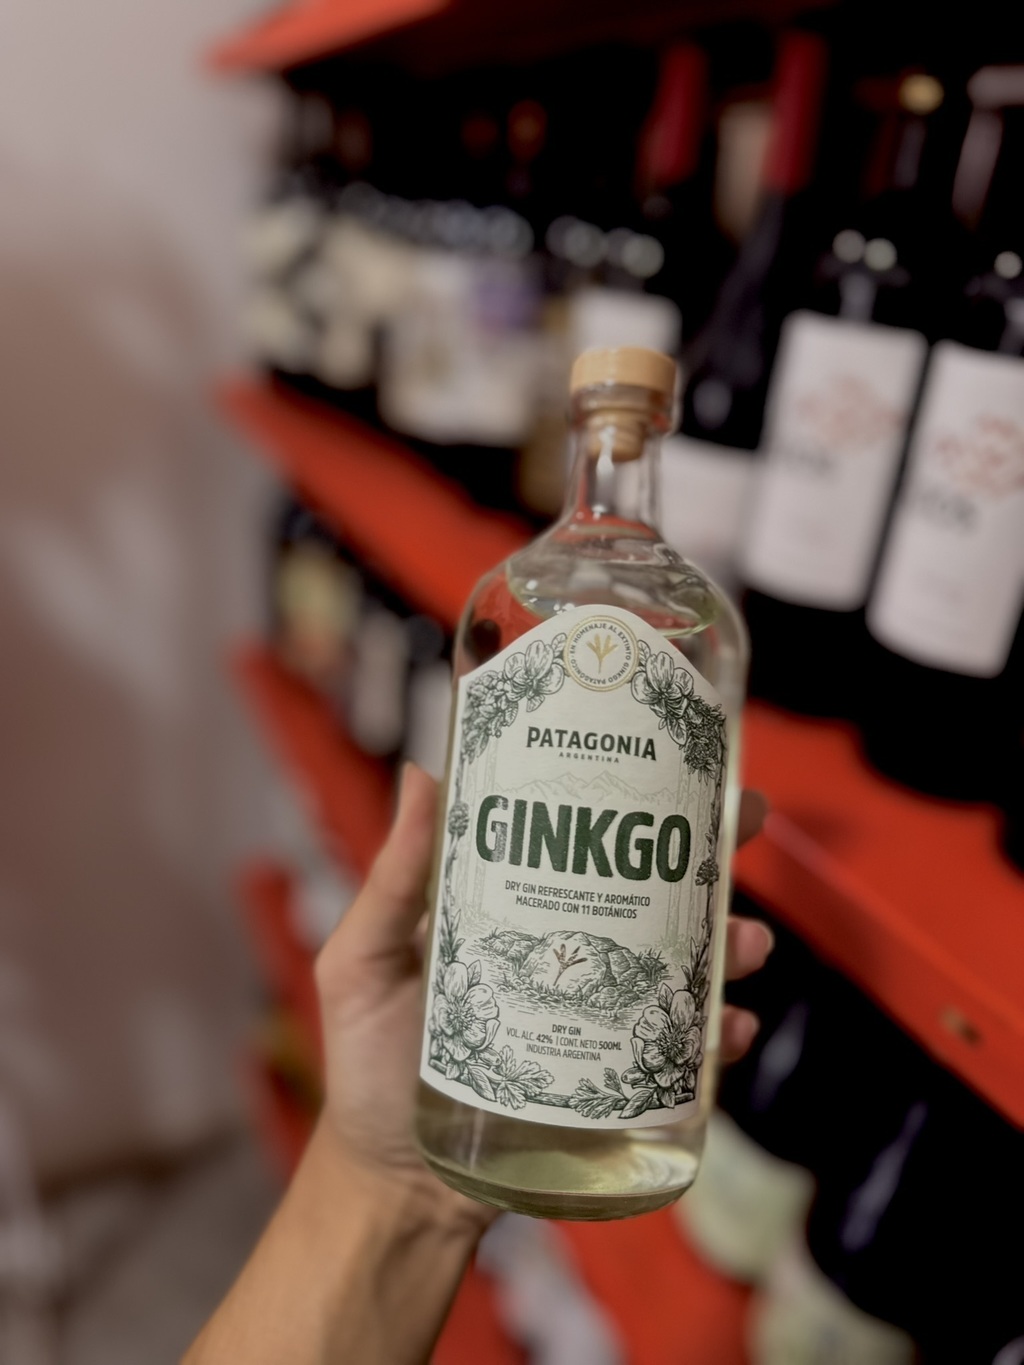 EN HOMENAJE AL EXTINTO GINKGO PATAGÓNICO
PATAGONIA
ARGENTINA
GINKGO
DRY GIN REFRESCANTE Y AROMÁTICO
MACERADO CON 11 BOTÁNICOS
DRY GIN
VOL. ALC. 42% | CONT. NETO 500ML
INDUSTRIA ARGENTINA